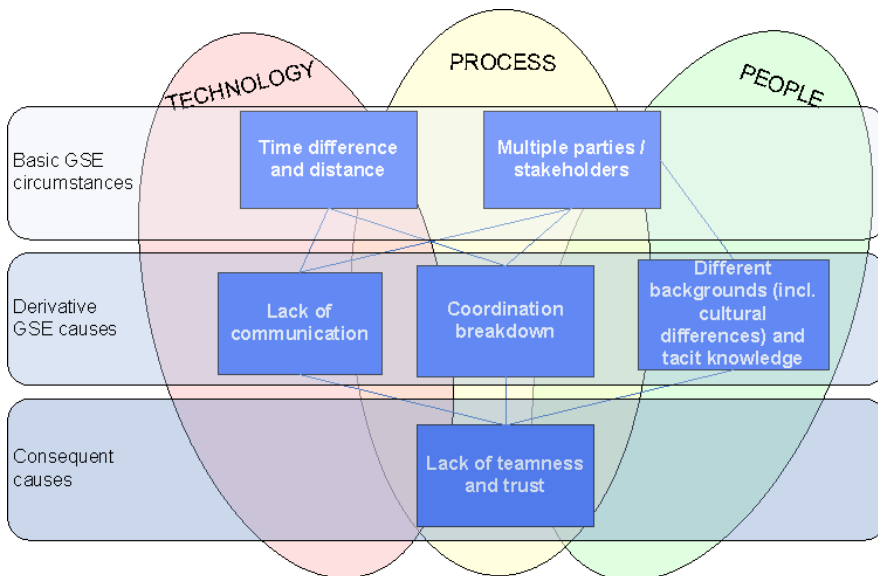 TECHNOLOGY
PROCESS
PEOPLE
Basic GSE
circumstances
Time difference
and distance
Multiple parties /
stakeholders
Derivative
GSE causes
Lack of
communication
Coordination
breakdown
Different
backgrounds (incl.
cultural
differences) and
tacit knowledge
Consequent
causes
Lack of teamness
and trust